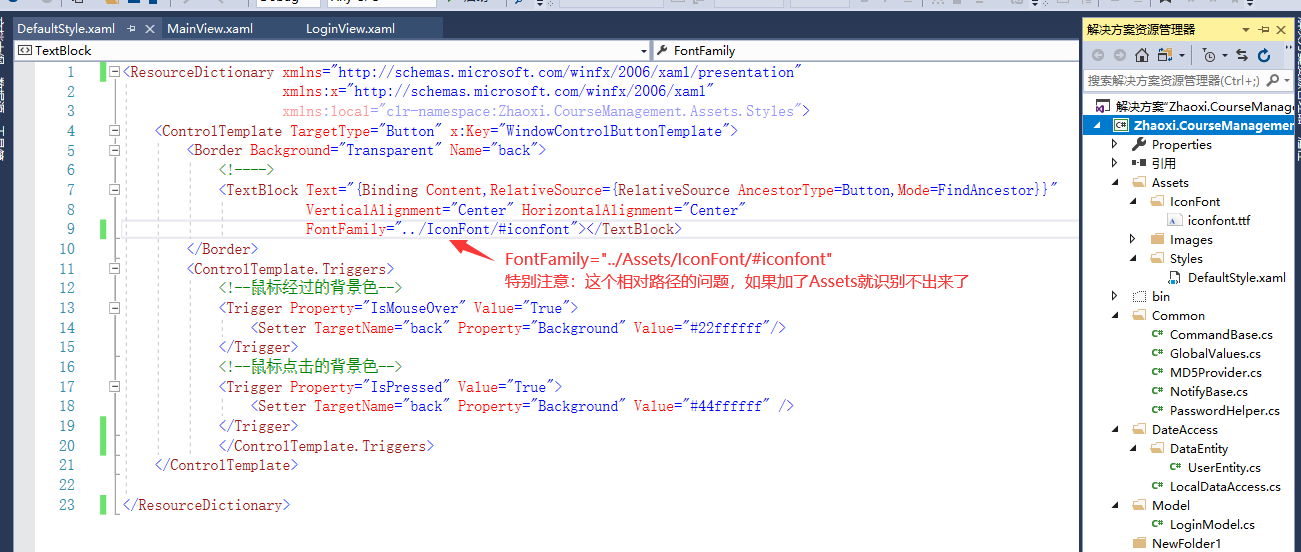 DefaultStyle.xaml MainView.xaml LoginView.xaml
TextBlock FontFamily
1 <ResourceDictionary xmlns="http://schemas.microsoft.com/winfx/2006/xaml/presentation"
2 xmlns:x="http://schemas.microsoft.com/winfx/2006/xaml"
3 xmlns:local="clr-namespace:Zhaoxi.CourseManagement.Assets.Styles">
4 <ControlTemplate TargetType="Button" x:Key="WindowControlButtonTemplate">
5 <Border Background="Transparent" Name="back">
6 <!---->
7 <TextBlock Text="{Binding Content,RelativeSource={RelativeSource AncestorType=Button,Mode=FindAncestor}}"
8 VerticalAlignment="Center" HorizontalAlignment="Center"
9 FontFamily="../IconFont/#iconfont"></TextBlock>
10 </Border>
FontFamily="../Assets/IconFont/#iconfont"
特别注意：这个相对路径的问题，如果加了Assets就识别不出来了
11 <ControlTemplate.Triggers>
12 <!--鼠标经过的背景色-->
13 <Trigger Property="IsMouseOver" Value="True">
14 <Setter TargetName="back" Property="Background" Value="#22ffffff"/>
15 </Trigger>
16 <!--鼠标点击的背景色-->
17 <Trigger Property="IsPressed" Value="True">
18 <Setter TargetName="back" Property="Background" Value="#44ffffff" />
19 </Trigger>
20 </ControlTemplate.Triggers>
21 </ControlTemplate>
22
23 </ResourceDictionary>
解决方案资源管理器
搜索解决方案资源管理器(Ctrl+;)
解决方案"Zhaoxi.CourseManag
Zhaoxi.CourseManagemen
Properties
引用
Assets
IconFont
iconfont.ttf
Images
Styles
DefaultStyle.xaml
bin
Common
C# CommandBase.cs
C# GlobalValues.cs
C# MD5Provider.cs
C# NotifyBase.cs
C# PasswordHelper.cs
DateAccess
DataEntity
C# UserEntity.cs
C# LocalDataAccess.cs
Model
C# LoginModel.cs
NewFolder1